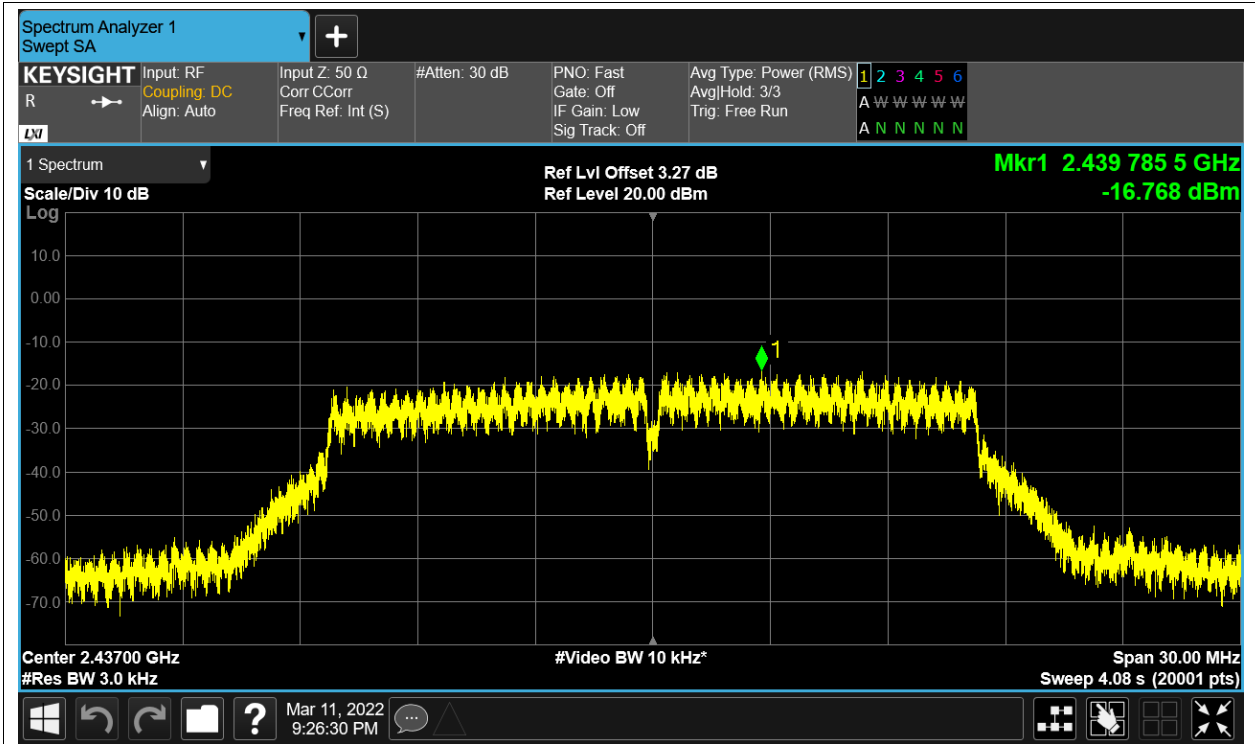 Spectrum Analyzer 1
Swept SA
KEYSIGHT
R
LXI
Input: RF
Coupling: DC
Align: Auto
Input Z: 50 Ω
Corr CCorr
Freq Ref: Int (S)
#Atten: 30 dB
PNO: Fast
Gate: Off
IF Gain: Low
Sig Track: Off
Avg Type: Power (RMS)
Avg|Hold: 3/3
Trig: Free Run
1 2 3 4 5 6
A W W W W W
A N N N N N
1 Spectrum
Scale/Div 10 dB
Log
Ref Lvl Offset 3.27 dB
Ref Level 20.00 dBm
Mkr1 2.439 785 5 GHz
-16.768 dBm
10.0
0.00
-10.0
1
-20.0
-30.0
-40.0
-50.0
-60.0
-70.0
Center 2.43700 GHz
#Res BW 3.0 kHz
#Video BW 10 kHz*
Span 30.00 MHz
Sweep 4.08 s (20001 pts)
?
Mar 11, 2022
9:26:30 PM